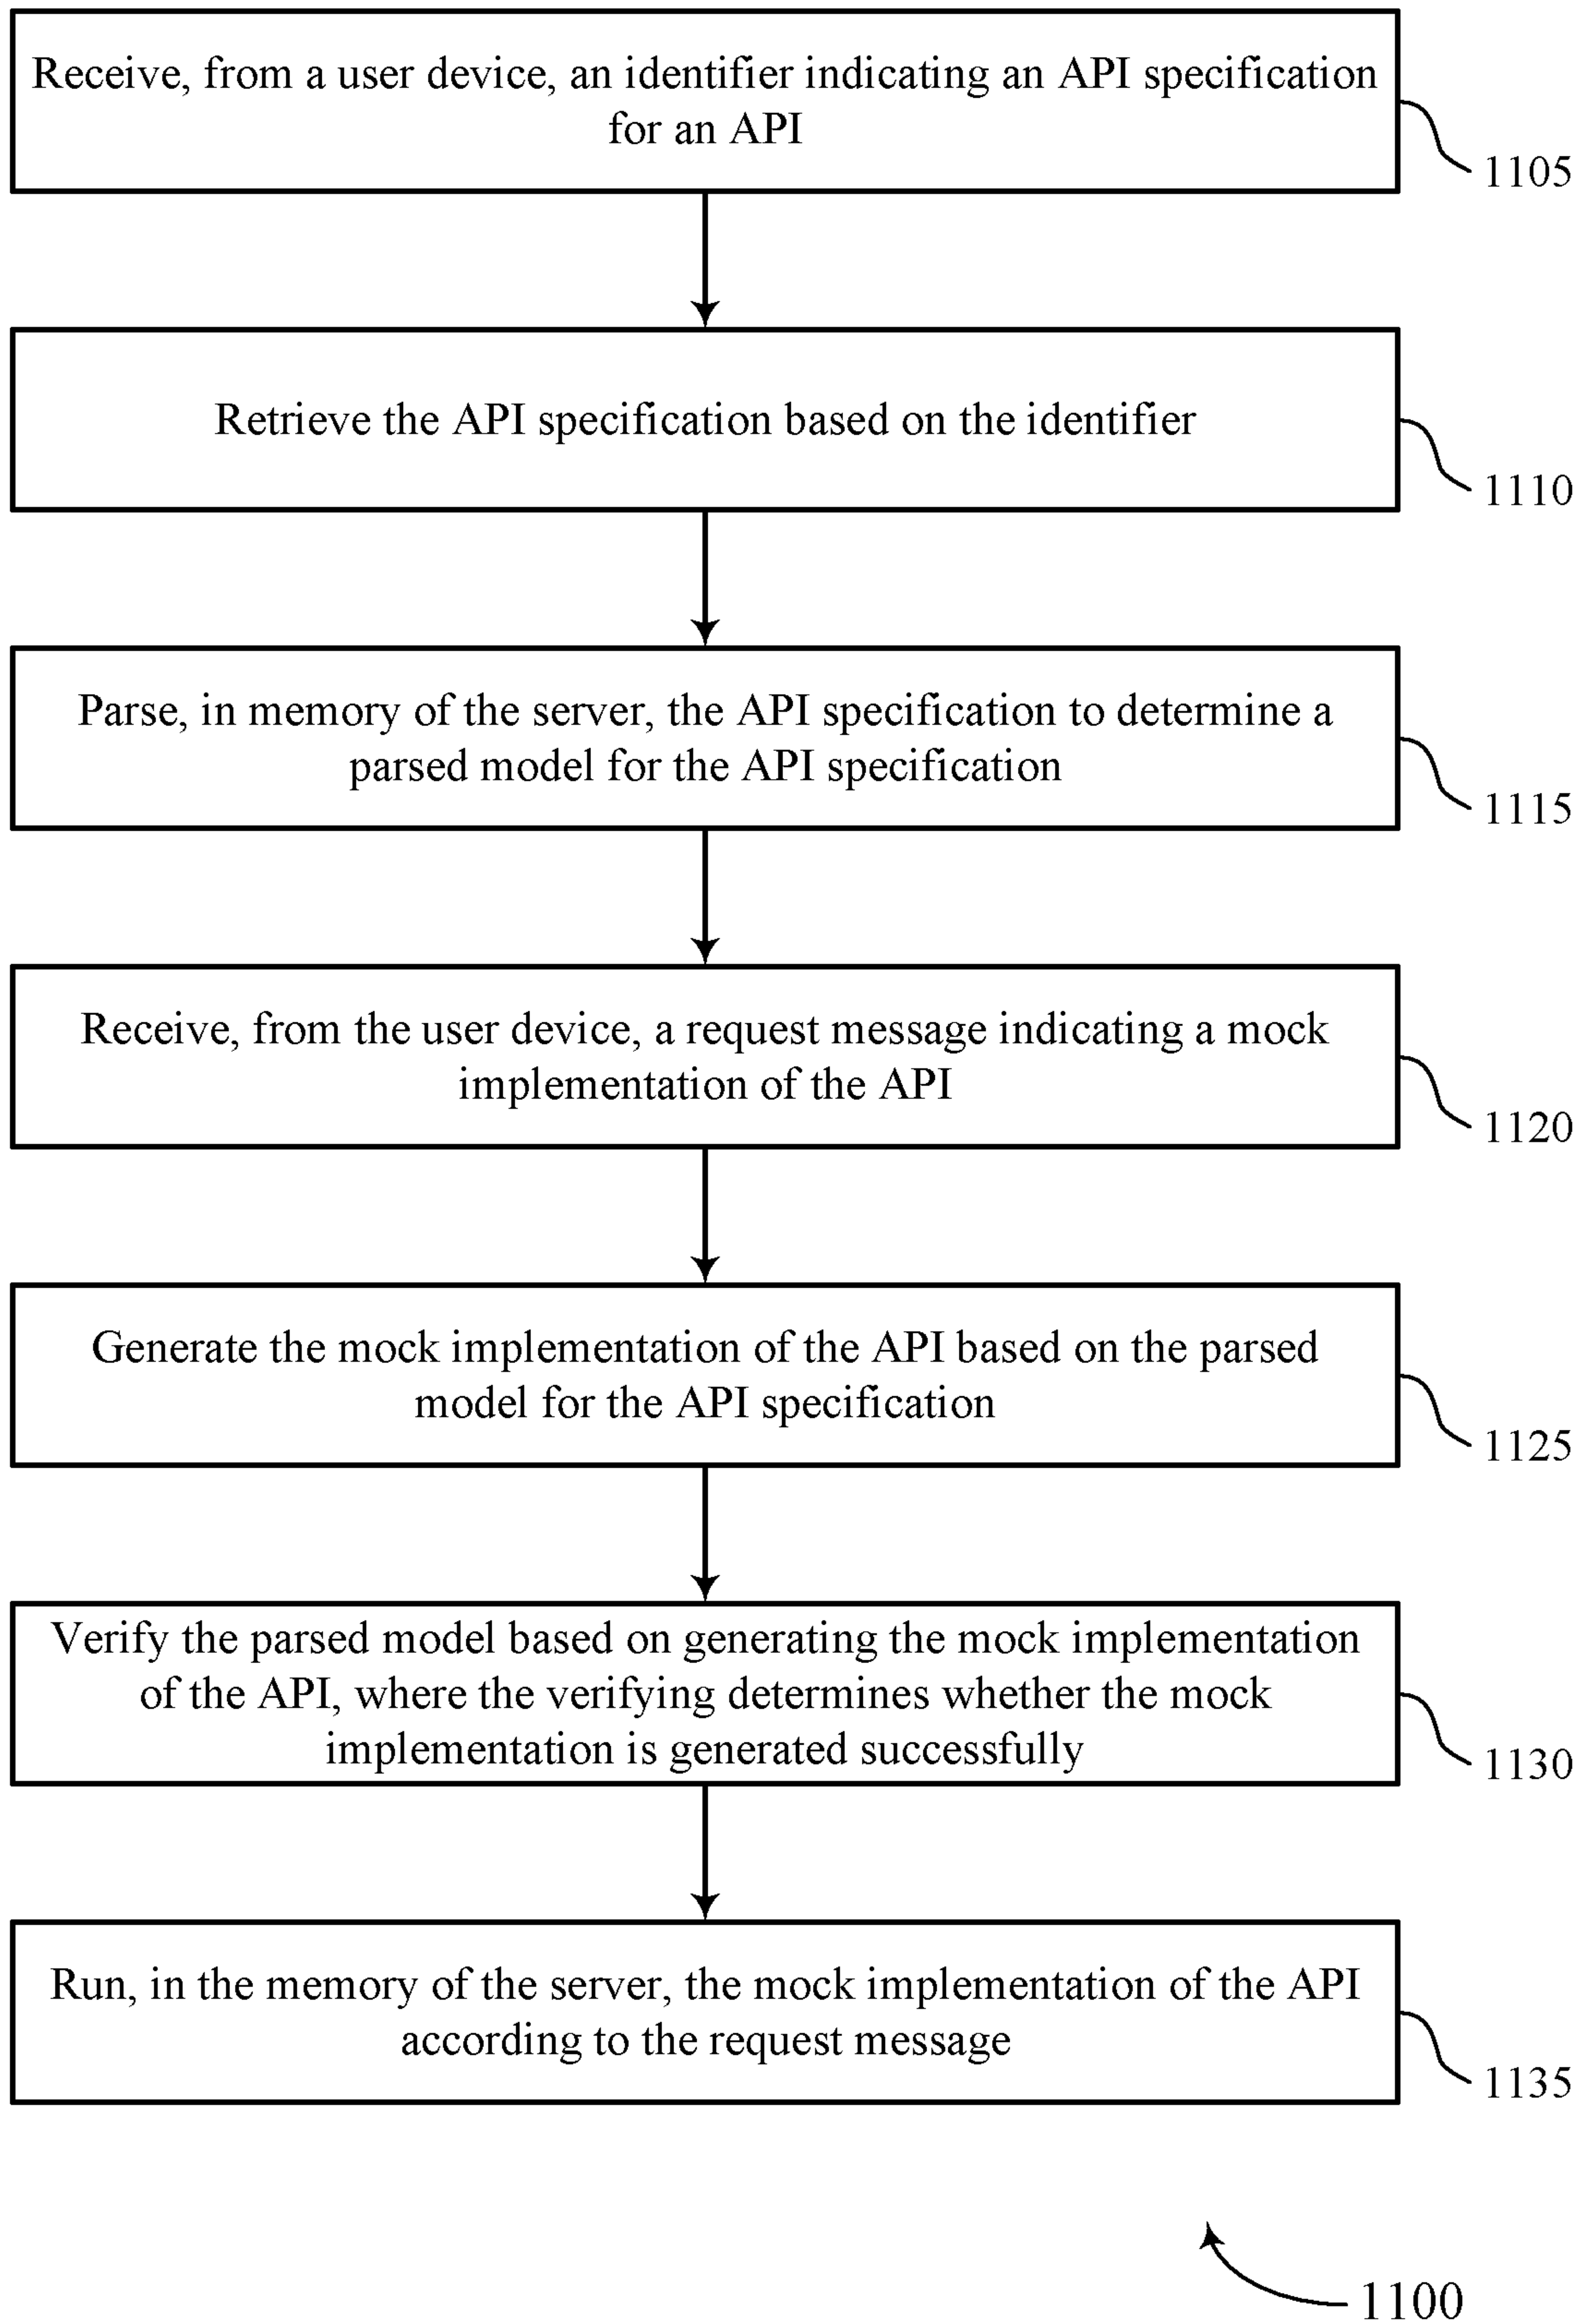 Receive, from a user device, an identifier indicating an API specification
for an API
1105
Retrieve the API specification based on the identifier
1110
Parse, in memory of the server, the API specification to determine a
parsed model for the API specification
1115
Receive, from the user device, a request message indicating a mock
implementation of the API
1120
Generate the mock implementation of the API based on the parsed
model for the API specification
1125
Verify the parsed model based on generating the mock implementation
of the API, where the verifying determines whether the mock
implementation is generated successfully
1130
Run, in the memory of the server, the mock implementation of the API
according to the request message
1135
1100